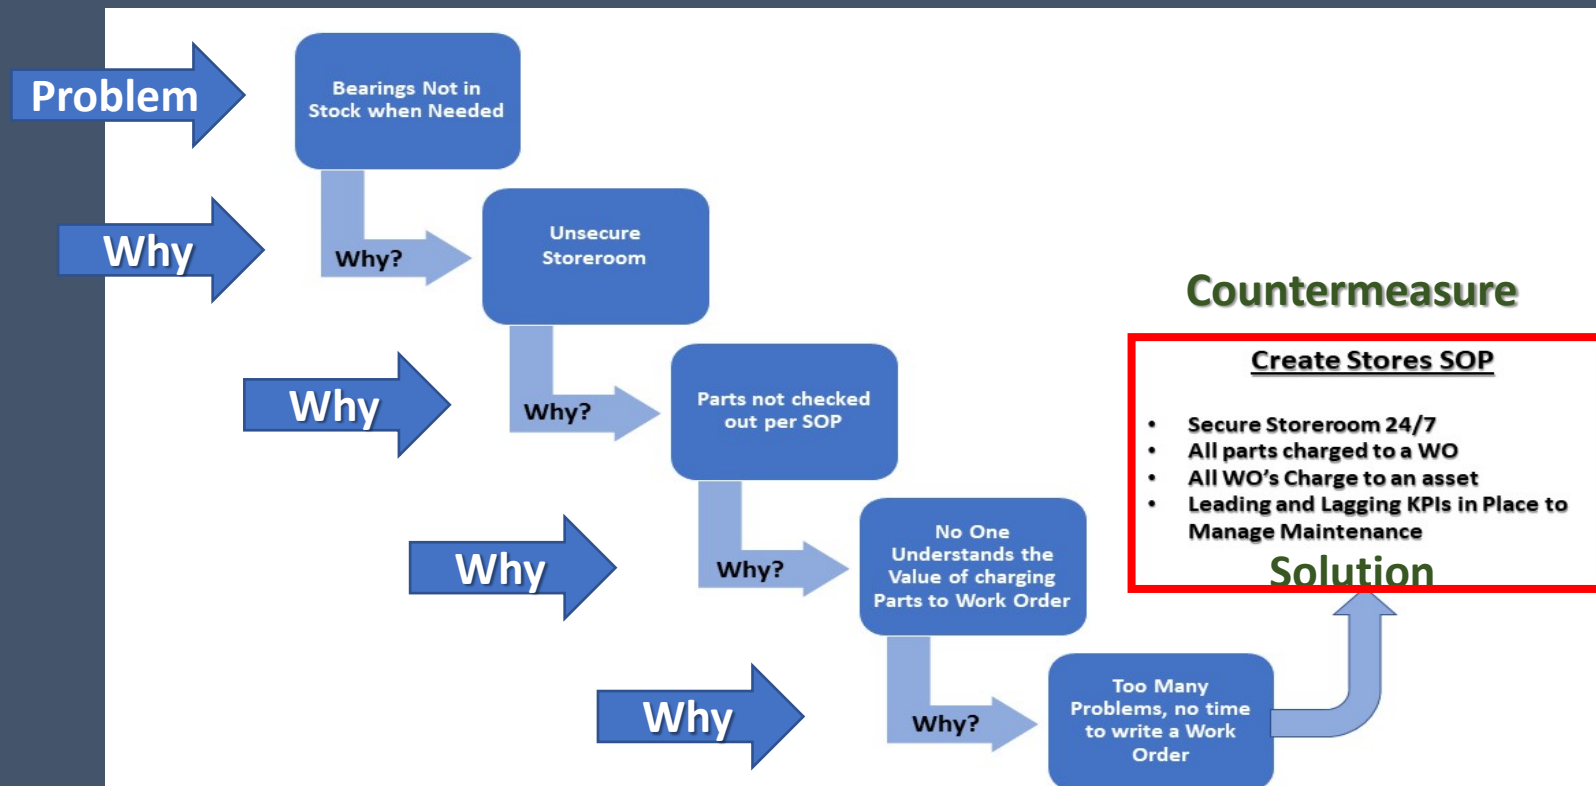 Problem
Bearings Not in
Stock when Needed
Why
Why?
Unsecure
Storeroom
Why
Why?
Parts not checked
out per SOP
Why
Why?
No One
Understands the
Value of charging
Parts to Work Order
Why
Why?
Too Many
Problems, no time
to write a Work
Order
Countermeasure
Create Stores SOP
• Secure Storeroom 24/7
• All parts charged to a WO
• All WO's Charge to an asset
• Leading and Lagging KPIs in Place to
Manage Maintenance
Solution